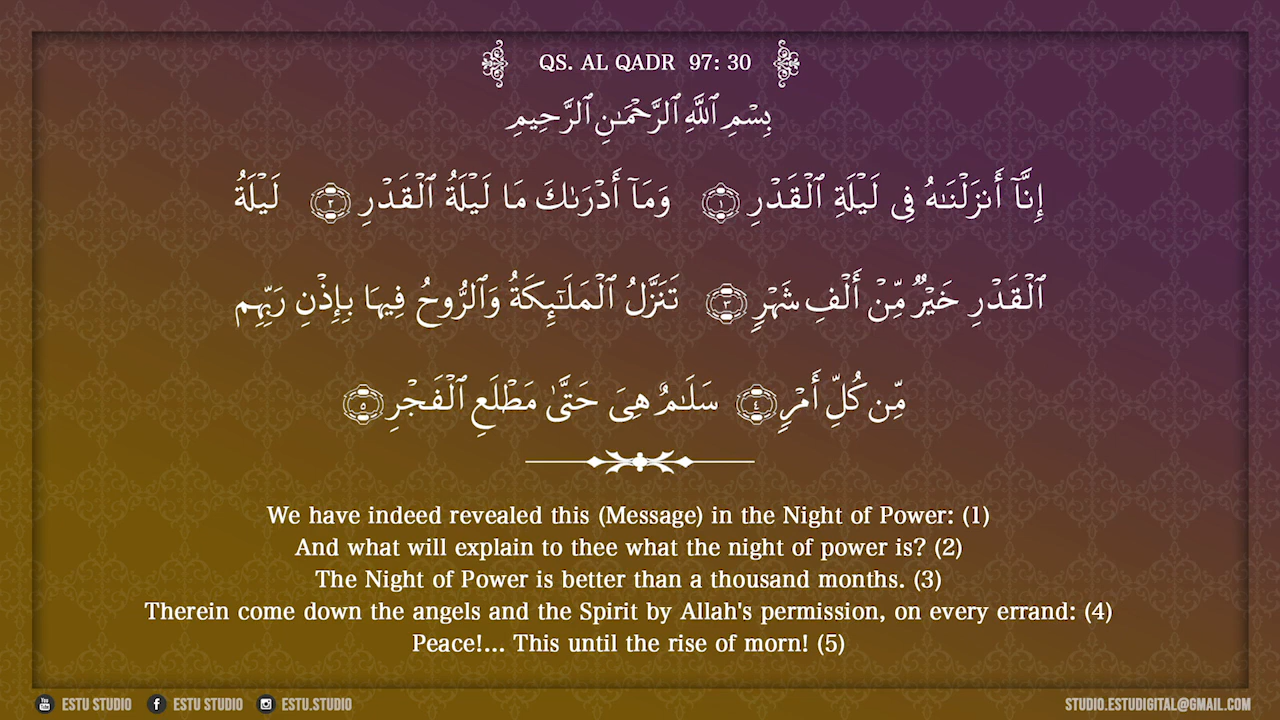 QS. AL QADR 97: 30
بِسْمِ ٱللَّهِ ٱلرَّحْمَـٰنِ ٱلرَّحِيمِ
إِنَّآ أَنزَلْنَـٰهُ فِى لَيْلَةِ ٱلْقَدْرِ ١ وَمَآ أَدْرَىٰكَ مَا لَيْلَةُ ٱلْقَدْرِ ٢ لَيْلَةُ
ٱلْقَدْرِ خَيْرٌ مِّنْ أَلْفِ شَهْرٍ ٣ تَنَزَّلُ ٱلْمَلَـٰٓئِكَةُ وَٱلرُّوحُ فِيهَا بِإِذْنِ رَبِّهِم
مِّن كُلِّ أَمْرٍ ٤ سَلَـٰمٌ هِىَ حَتَّىٰ مَطْلَعِ ٱلْفَجْرِ ٥
We have indeed revealed this (Message) in the Night of Power: (1)
And what will explain to thee what the night of power is? (2)
The Night of Power is better than a thousand months. (3)
Therein come down the angels and the Spirit by Allah's permission, on every errand: (4)
Peace!... This until the rise of morn! (5)
You Tube ESTU STUDIO f ESTU STUDIO ESTU.STUDIO STUDIO.ESTUDIGITAL@GMAIL.COM